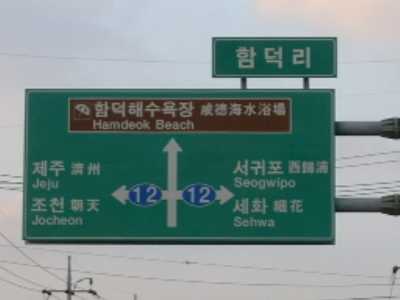 함덕리
함덕해수욕장 咸德海水浴場
Hamdeok Beach
제주 濟州
Jeju
조천 朝天
Jocheon
12
12
서귀포 西歸浦
Seogwipo
세화 細花
Sehwa